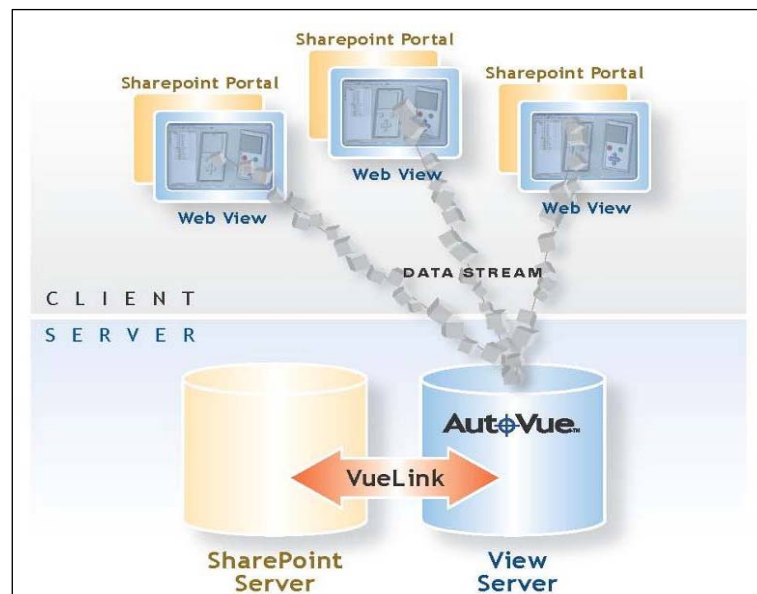 Sharepoint Portal
Sharepoint Portal
Sharepoint Portal
Web View
Web View
Web View
DATA STREAM
CLIENT
SERVER
AutoVue™
VueLink
SharePoint
Server
View
Server